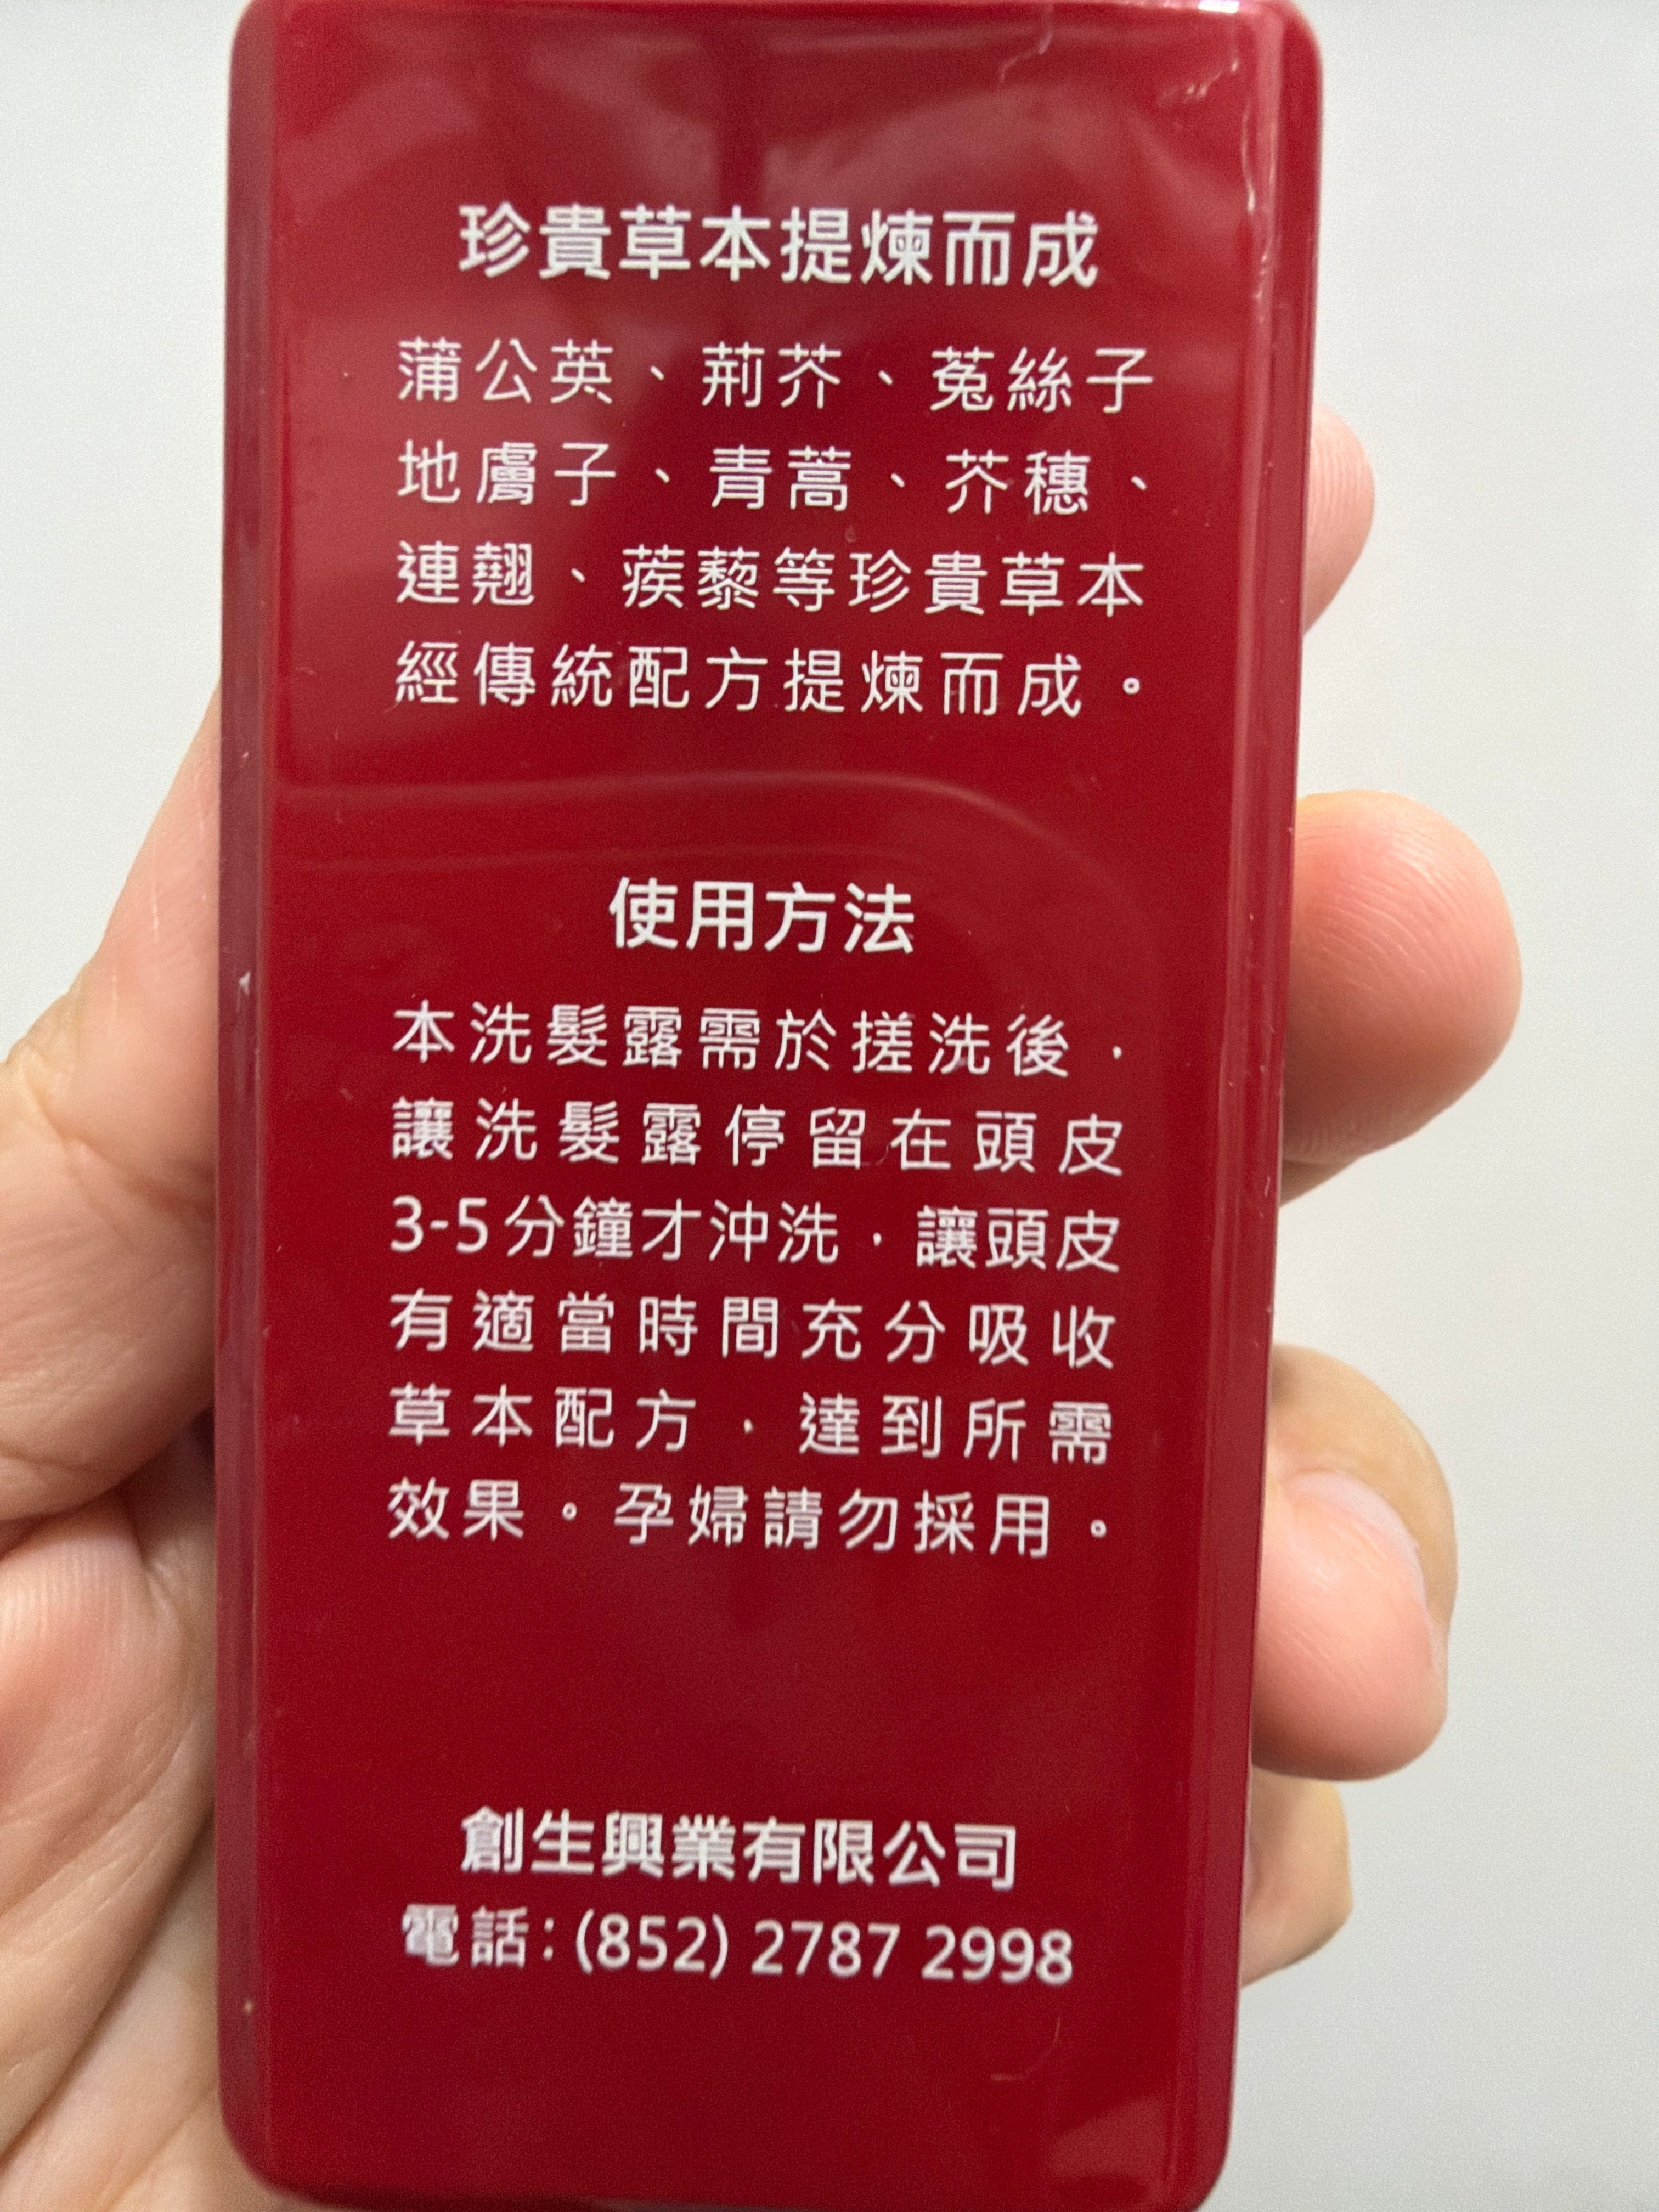 珍貴草本提煉而成
蒲公英、荊芥、菟絲子
地膚子、青蒿、芥穗、
連翹、蒺藜等珍貴草本
經傳統配方提煉而成。
使用方法
本洗髮露需於搓洗後，
讓洗髮露停留在頭皮
3-5分鐘才沖洗，讓頭皮
有適當時間充分吸收
草本配方，達到所需
效果。孕婦請勿採用。
創生興業有限公司
電話：(852) 2787 2998